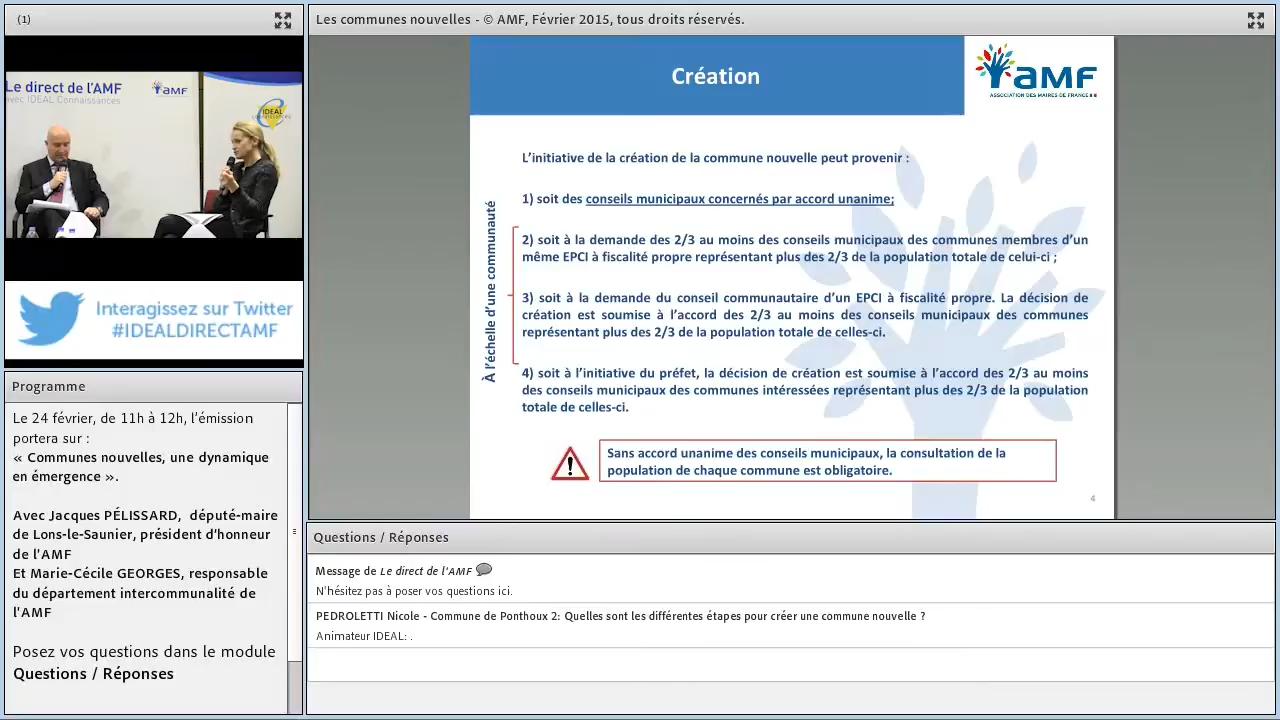 (1)
Le direct de l'AMF
avec IDEAL Connaissances
AMF
IDEAL
connaissances
Interagissez sur Twitter
#IDEALDIRECTAMF
Programme
Le 24 février, de 11h à 12h, l’émission
portera sur :
« Communes nouvelles, une dynamique
en émergence ».
Avec Jacques PÉLISSARD, député-maire
de Lons-le-Saunier, président d'honneur
de l'AMF
Et Marie-Cécile GEORGES, responsable
du département intercommunalité de
l'AMF
Posez vos questions dans le module
Questions / Réponses
Les communes nouvelles - © AMF, Février 2015, tous droits réservés.
Création
AMF
ASSOCIATION DES MAIRES DE FRANCE
L’initiative de la création de la commune nouvelle peut provenir :
1) soit des conseils municipaux concernés par accord unanime;
À l’échelle d’une communauté
2) soit à la demande des 2/3 au moins des conseils municipaux des communes membres d’un
même EPCI à fiscalité propre représentant plus des 2/3 de la population totale de celui-ci ;
3) soit à la demande du conseil communautaire d’un EPCI à fiscalité propre. La décision de
création est soumise à l’accord des 2/3 au moins des conseils municipaux des communes
représentant plus des 2/3 de la population totale de celles-ci.
4) soit à l’initiative du préfet, la décision de création est soumise à l’accord des 2/3 au moins
des conseils municipaux des communes intéressées représentant plus des 2/3 de la population
totale de celles-ci.
!
Sans accord unanime des conseils municipaux, la consultation de la
population de chaque commune est obligatoire.
4
Questions / Réponses
Message de Le direct de l'AMF
N'hésitez pas à poser vos questions ici.
PEDROLETTI Nicole - Commune de Ponthoux 2: Quelles sont les différentes étapes pour créer une commune nouvelle ?
Animateur IDEAL: .